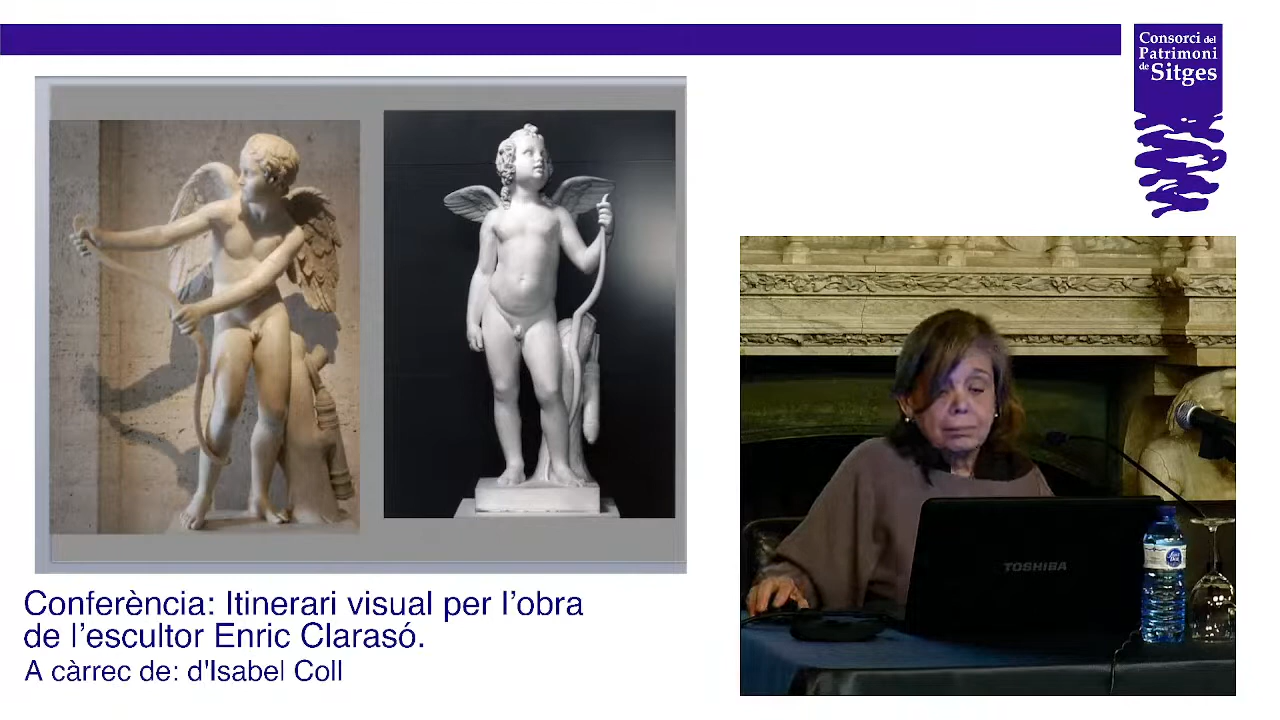 Consorci del
Patrimoni
de Sitges
Conferència: Itinerari visual per l'obra
de l'escultor Enric Clarasó.
A càrrec de: d'Isabel Coll
TOSHIBA